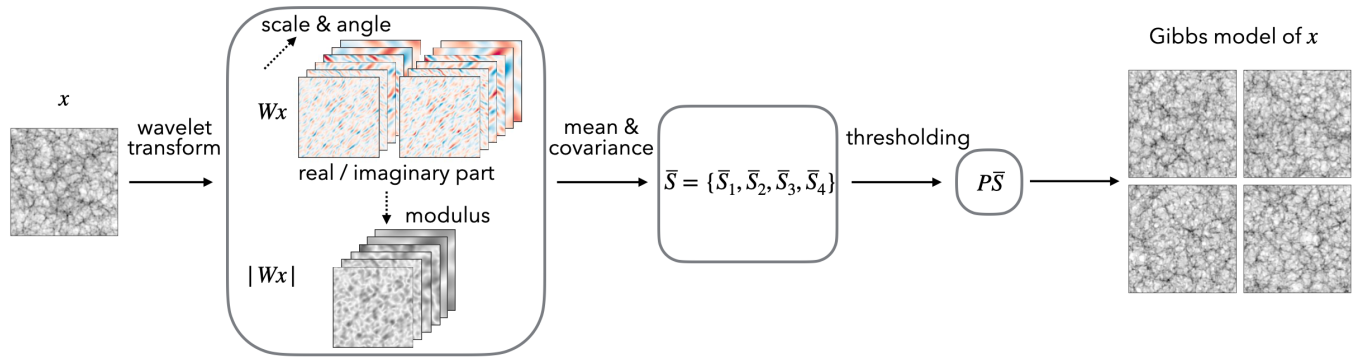 x
wavelet
transform
scale & angle
Wx
real / imaginary part
modulus
|Wx|
mean &
covariance
S̅ = {S̅₁, S̅₂, S̅₃, S̅₄}
thresholding
PS̅
Gibbs model of x